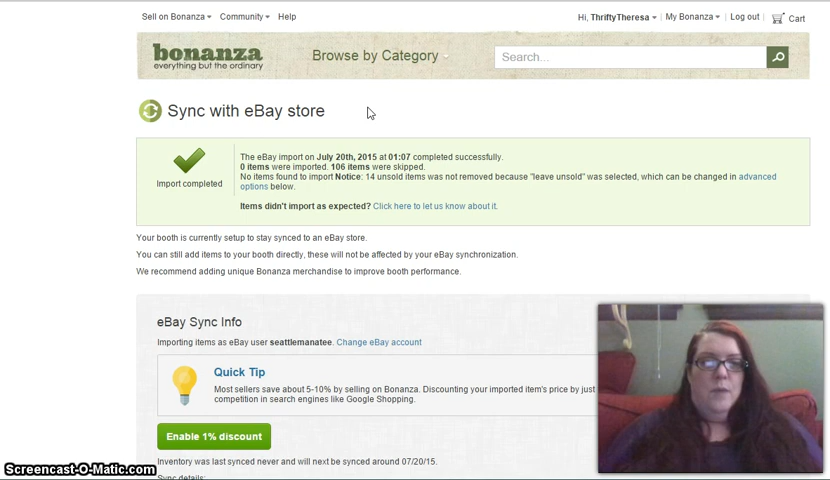 Sell on Bonanza Community Help
Hi, ThriftyTheresa My Bonanza Log out Cart
bonanza
everything but the ordinary
Browse by Category
Search...
Sync with eBay store
Import completed
The eBay import on July 20th, 2015 at 01:07 completed successfully.
0 items were imported. 106 items were skipped.
No items found to import Notice: 14 unsold items was not removed because "leave unsold" was selected, which can be changed in advanced
options below.
Items didn't import as expected? Click here to let us know about it.
Your booth is currently setup to stay synced to an eBay store.
You can still add items to your booth directly, these will not be affected by your eBay synchronization.
We recommend adding unique Bonanza merchandise to improve booth performance.
eBay Sync Info
Importing items as eBay user seattlemanatee. Change eBay account
Quick Tip
Most sellers save about 5-10% by selling on Bonanza. Discounting your imported item's price by just
competition in search engines like Google Shopping.
Enable 1% discount
Inventory was last synced never and will next be synced around 07/20/15.
Sync details:
Screencast-O-Matic.com